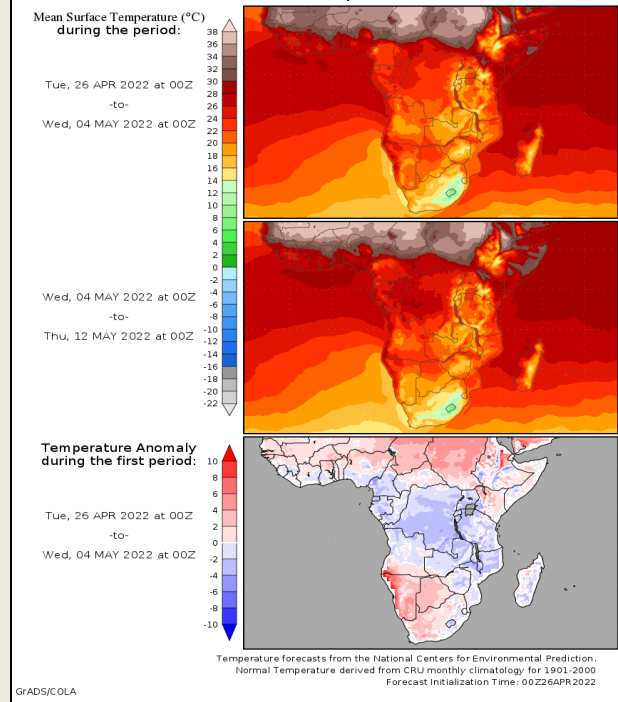 Mean Surface Temperature (°C)
during the period:
Tue, 26 APR 2022 at 00Z
-to-
Wed, 04 MAY 2022 at 00Z
38
36
34
32
30
28
26
24
22
20
18
16
14
12
10
8
6
4
2
0
-2
-4
-6
-8
-10
-12
-14
-16
-18
-20
-22
Wed, 04 MAY 2022 at 00Z
-to-
Thu, 12 MAY 2022 at 00Z
Temperature Anomaly
during the first period:
Tue, 26 APR 2022 at 00Z
-to-
Wed, 04 MAY 2022 at 00Z
10
8
6
4
2
0
-2
-4
-6
-8
-10
Temperature forecasts from the National Centers for Environmental Prediction.
Normal Temperature derived from CRU monthly climatology for 1901-2000
Forecast Initialization Time: 00Z26APR2022
GrADS/COLA